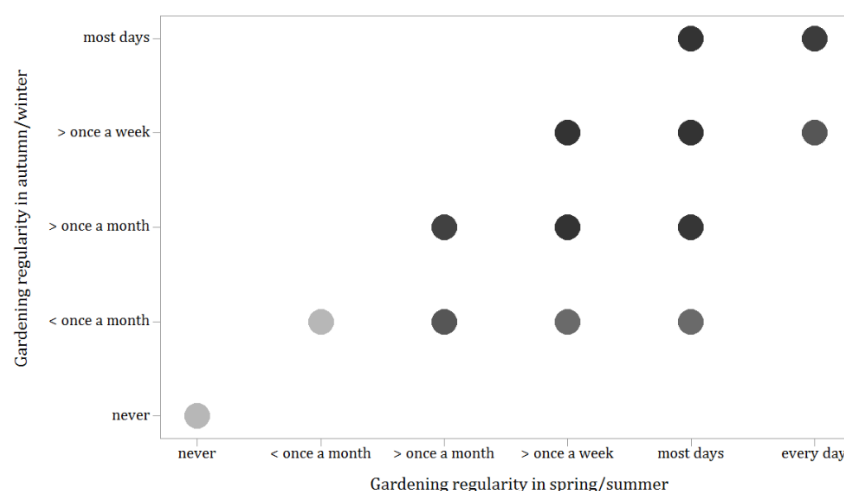 most days
> once a week
> once a month
< once a month
never
Gardening regularity in autumn/winter
never
< once a month
> once a month
> once a week
most days
every day
Gardening regularity in spring/summer